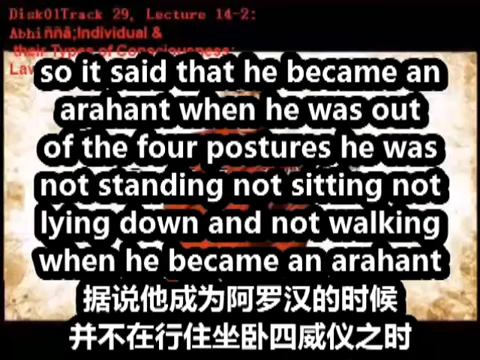 Disk01Track 29, Lecture 14-2:
Abhiññā;Individual &
their Types of Consciousness;
so it said that he became an
arahant when he was out
of the four postures he was
not standing not sitting not
lying down and not walking
when he became an arahant
据说他成为阿罗汉的时候
并不在行住坐卧四威仪之时